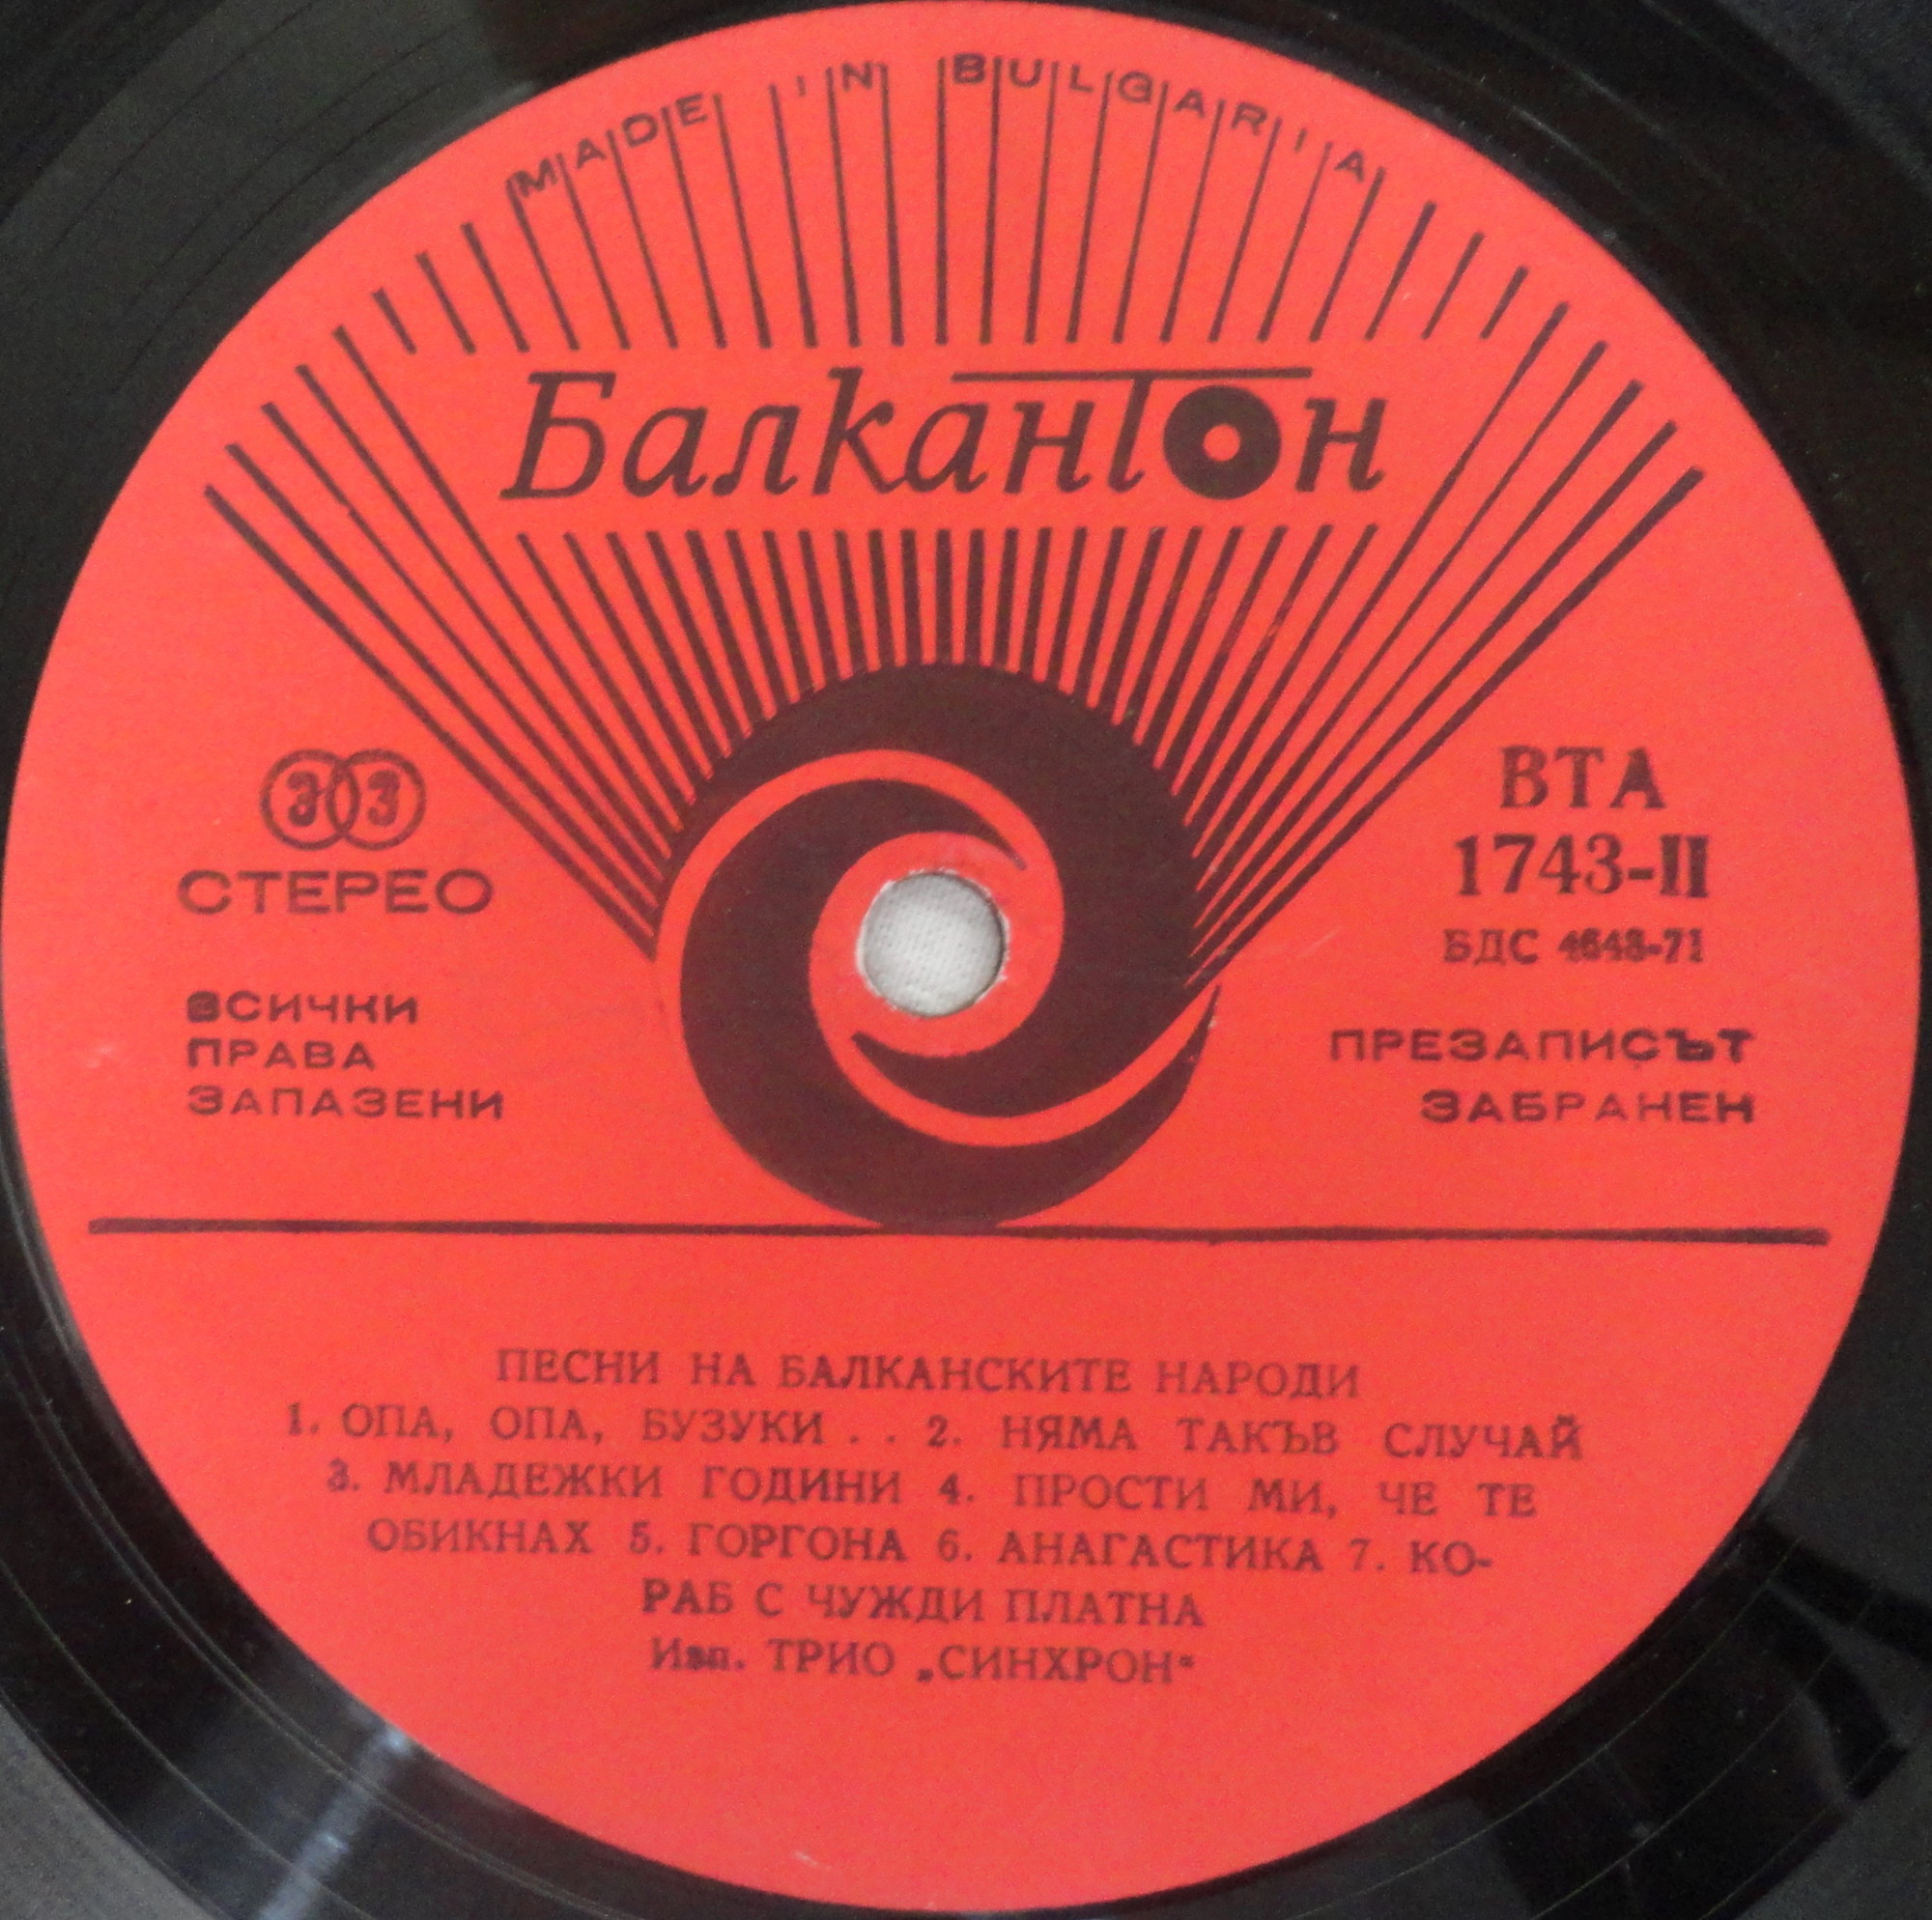 MADE IN BULGARIA
Балкантон
33
СТЕРЕО
ВТА
1743-II
БДС 4648-71
ВСИЧКИ
ПРАВА
ЗАПАЗЕНИ
ПРЕЗАПИСЪТ
ЗАБРАНЕН
ПЕСНИ НА БАЛКАНСКИТЕ НАРОДИ
1. ОПА, ОПА, БУЗУКИ . . 2. НЯМА ТАКЪВ СЛУЧАЙ
3. МЛАДЕЖКИ ГОДИНИ 4. ПРОСТИ МИ, ЧЕ ТЕ
ОБИКНАХ 5. ГОРГОНА 6. АНАГАСТИКА 7. КО-
РАБ С ЧУЖДИ ПЛАТНА
Изп. ТРИО „СИНХРОН“